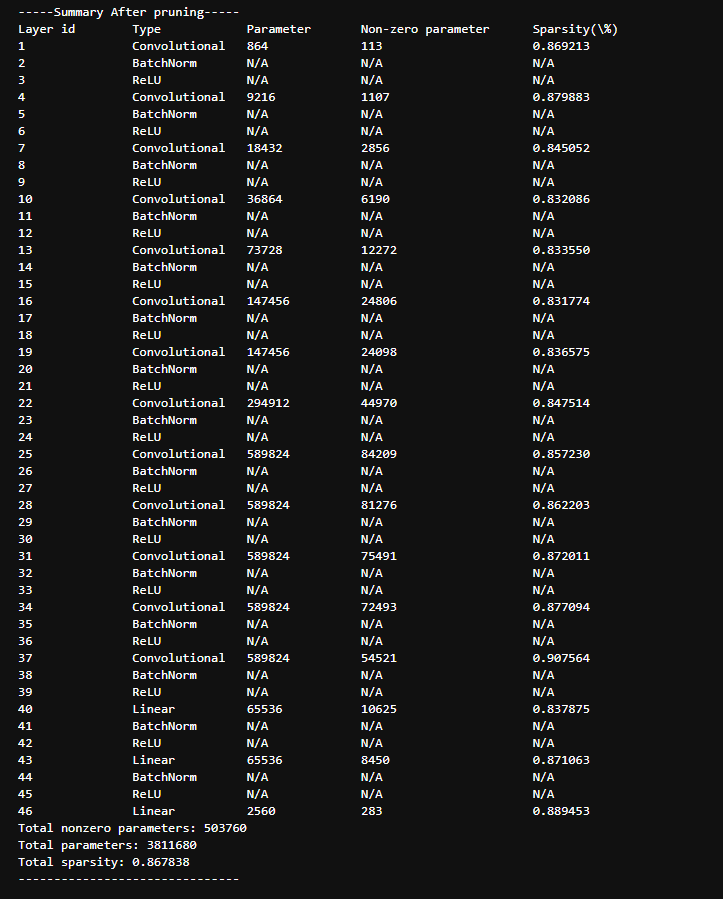 -----Summary After pruning-----
Layer id Type Parameter Non-zero parameter Sparsity(\%)
1 Convolutional 864 113 0.869213
2 BatchNorm N/A N/A N/A
3 ReLU N/A N/A N/A
4 Convolutional 9216 1107 0.879883
5 BatchNorm N/A N/A N/A
6 ReLU N/A N/A N/A
7 Convolutional 18432 2856 0.845052
8 BatchNorm N/A N/A N/A
9 ReLU N/A N/A N/A
10 Convolutional 36864 6190 0.832086
11 BatchNorm N/A N/A N/A
12 ReLU N/A N/A N/A
13 Convolutional 73728 12272 0.833550
14 BatchNorm N/A N/A N/A
15 ReLU N/A N/A N/A
16 Convolutional 147456 24806 0.831774
17 BatchNorm N/A N/A N/A
18 ReLU N/A N/A N/A
19 Convolutional 147456 24098 0.836575
20 BatchNorm N/A N/A N/A
21 ReLU N/A N/A N/A
22 Convolutional 294912 44970 0.847514
23 BatchNorm N/A N/A N/A
24 ReLU N/A N/A N/A
25 Convolutional 589824 84209 0.857230
26 BatchNorm N/A N/A N/A
27 ReLU N/A N/A N/A
28 Convolutional 589824 81276 0.862203
29 BatchNorm N/A N/A N/A
30 ReLU N/A N/A N/A
31 Convolutional 589824 75491 0.872011
32 BatchNorm N/A N/A N/A
33 ReLU N/A N/A N/A
34 Convolutional 589824 72493 0.877094
35 BatchNorm N/A N/A N/A
36 ReLU N/A N/A N/A
37 Convolutional 589824 54521 0.907564
38 BatchNorm N/A N/A N/A
39 ReLU N/A N/A N/A
40 Linear 65536 10625 0.837875
41 BatchNorm N/A N/A N/A
42 ReLU N/A N/A N/A
43 Linear 65536 8450 0.871063
44 BatchNorm N/A N/A N/A
45 ReLU N/A N/A N/A
46 Linear 2560 283 0.889453
Total nonzero parameters: 503760
Total parameters: 3811680
Total sparsity: 0.867838
-------------------------------